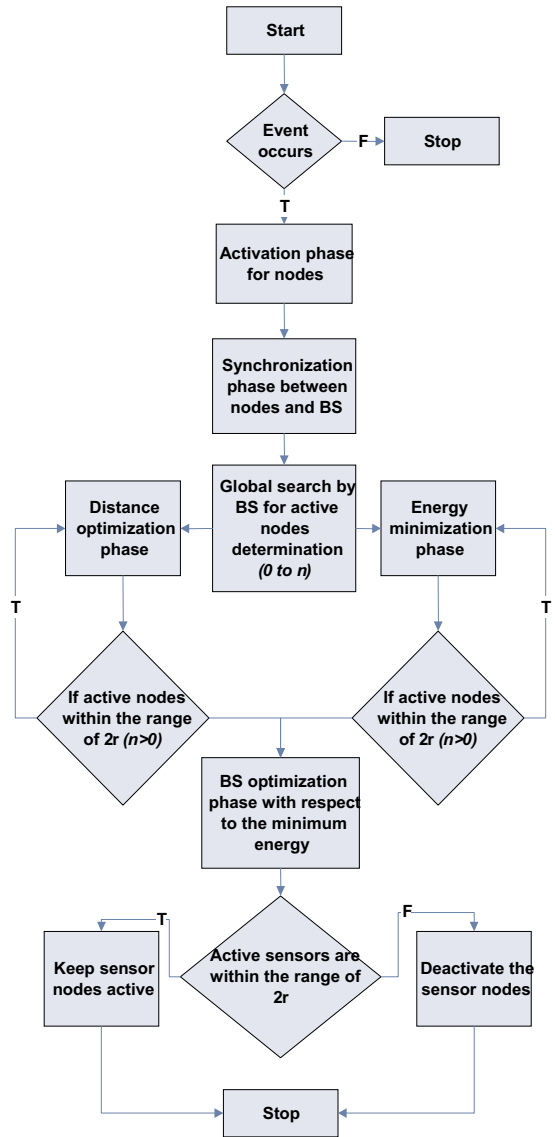 Start
Event
occurs
F
Stop
T
Activation phase
for nodes
Synchronization
phase between
nodes and BS
Distance
optimization
phase
Global search by
BS for active
nodes
determination
(0 to n)
Energy
minimization
phase
T
T
If active nodes
within the range
of 2r (n>0)
If active nodes
within the range
of 2r (n>0)
BS optimization
phase with respect
to the minimum
energy
T
F
Keep sensor
nodes active
Active sensors are
within the range of
2r
Deactivate the
sensor nodes
Stop